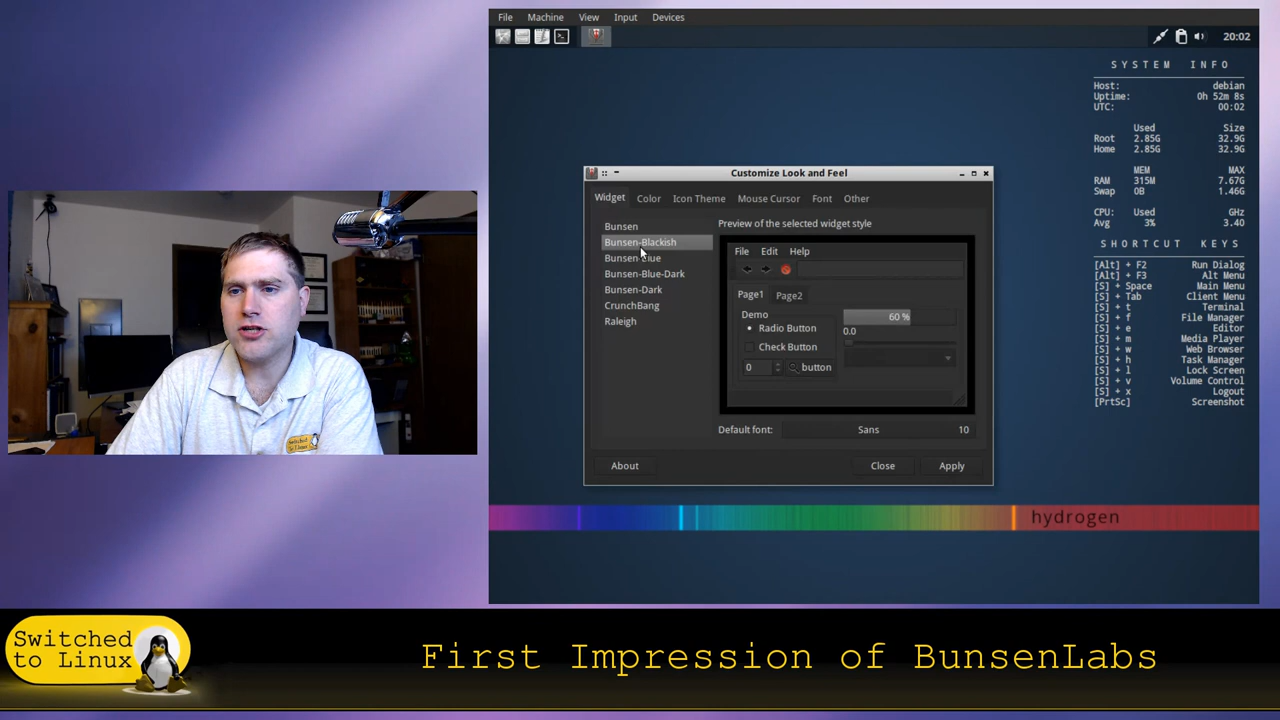 File Machine View Input Devices
20:02
SYSTEM INFO
Host: debian
Uptime: 0h 52m 8s
UTC: 00:02
Used Size
Root 2.85G 32.9G
Home 2.85G 32.9G
MEM MAX
RAM 315M 7.67G
Swap 0B 1.46G
CPU: Used GHz
Avg 3% 3.40
SHORTCUT KEYS
[Alt] + F2 Run Dialog
[Alt] + F3 Alt Menu
[S] + Space Main Menu
[S] + Tab Client Menu
[S] + t Terminal
[S] + f File Manager
[S] + e Editor
[S] + m Media Player
[S] + w Web Browser
[S] + h Task Manager
[S] + l Lock Screen
[S] + v Volume Control
[S] + x Logout
[PrtSc] Screenshot
Customize Look and Feel
Widget Color Icon Theme Mouse Cursor Font Other
Bunsen
Bunsen-Blackish
Bunsen-Blue
Bunsen-Blue-Dark
Bunsen-Dark
CrunchBang
Raleigh
Preview of the selected widget style
File Edit Help
Page1 Page2
Demo
Radio Button
Check Button
0 button
60 %
0.0
Default font: Sans 10
About Close Apply
hydrogen
Switched
to Linux
Switched
to Linux
First Impression of BunsenLabs